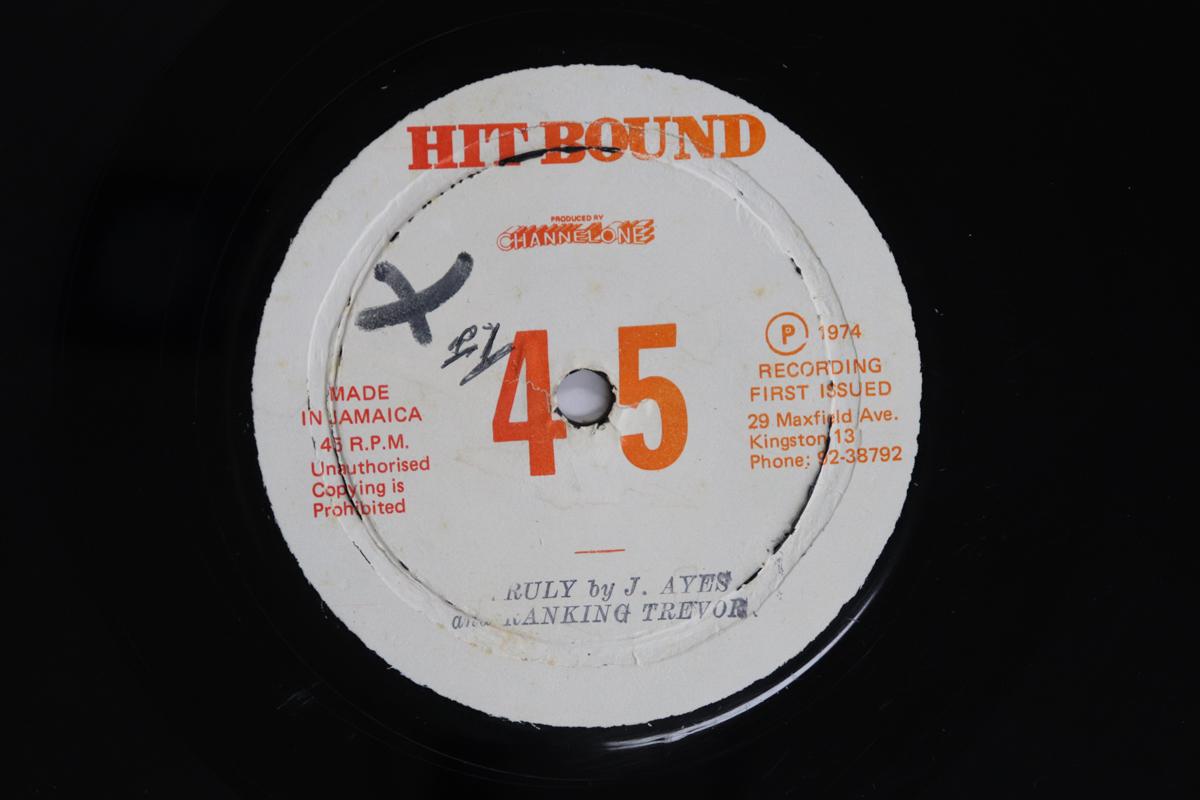 HIT BOUND
PRODUCED BY
CHANNEL ONE
45
P 1974
RECORDING
FIRST ISSUED
29 Maxfield Ave.
Kingston 13
Phone: 92-38792
MADE
IN JAMAICA
45 R.P.M.
Unauthorised
Copying is
Prohibited
RULY by J. AYES
and RANKING TREVOR